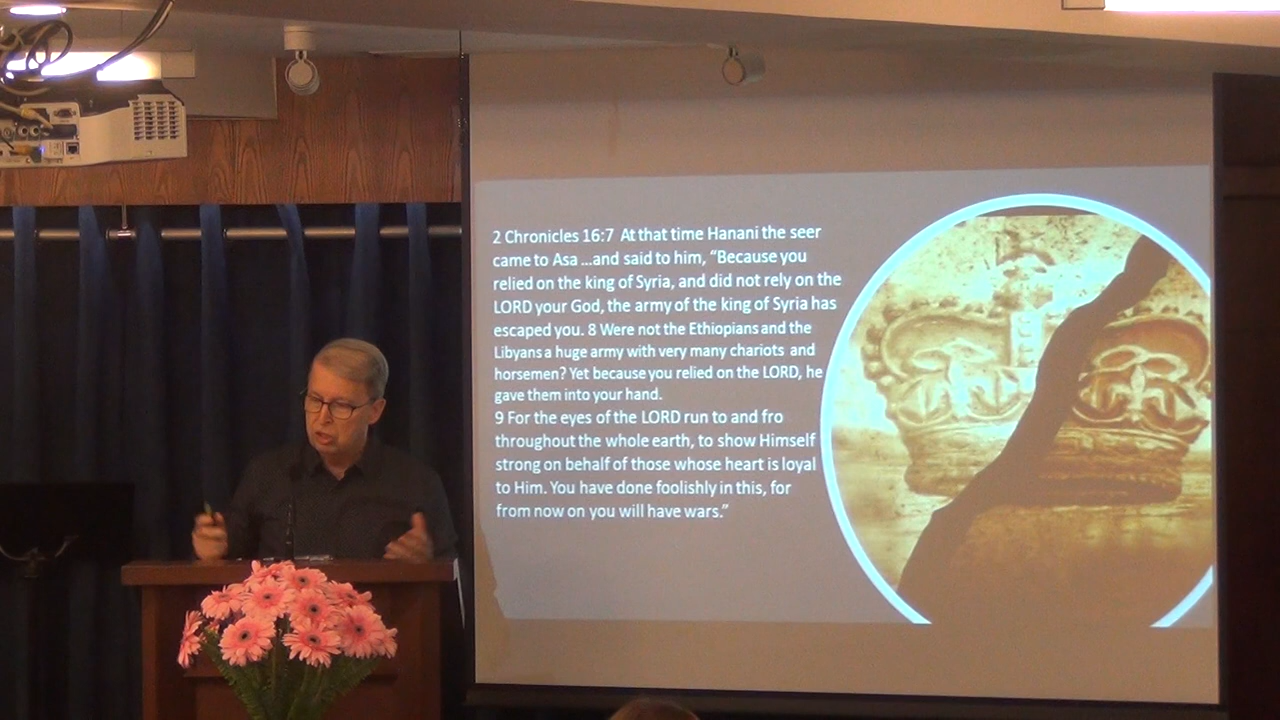 2 Chronicles 16:7 At that time Hanani the seer
came to Asa ...and said to him, “Because you
relied on the king of Syria, and did not rely on the
LORD your God, the army of the king of Syria has
escaped you. 8 Were not the Ethiopians and the
Libyans a huge army with very many chariots and
horsemen? Yet because you relied on the LORD, he
gave them into your hand.
9 For the eyes of the LORD run to and fro
throughout the whole earth, to show Himself
strong on behalf of those whose heart is loyal
to Him. You have done foolishly in this, for
from now on you will have wars.”